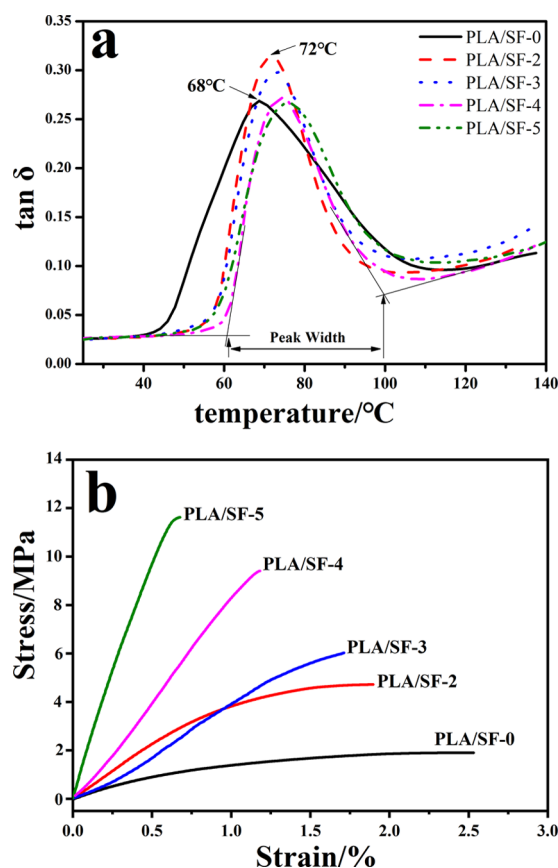 a
72℃
68℃
PLA/SF-0
PLA/SF-2
PLA/SF-3
PLA/SF-4
PLA/SF-5
0.35
0.30
0.25
0.20
0.15
0.10
0.05
0.00
tan δ
Peak Width
40 60 80 100 120 140
temperature/℃
b
14
12
10
8
6
4
2
0
Stress/MPa
PLA/SF-5
PLA/SF-4
PLA/SF-3
PLA/SF-2
PLA/SF-0
0.0 0.5 1.0 1.5 2.0 2.5 3.0
Strain/%